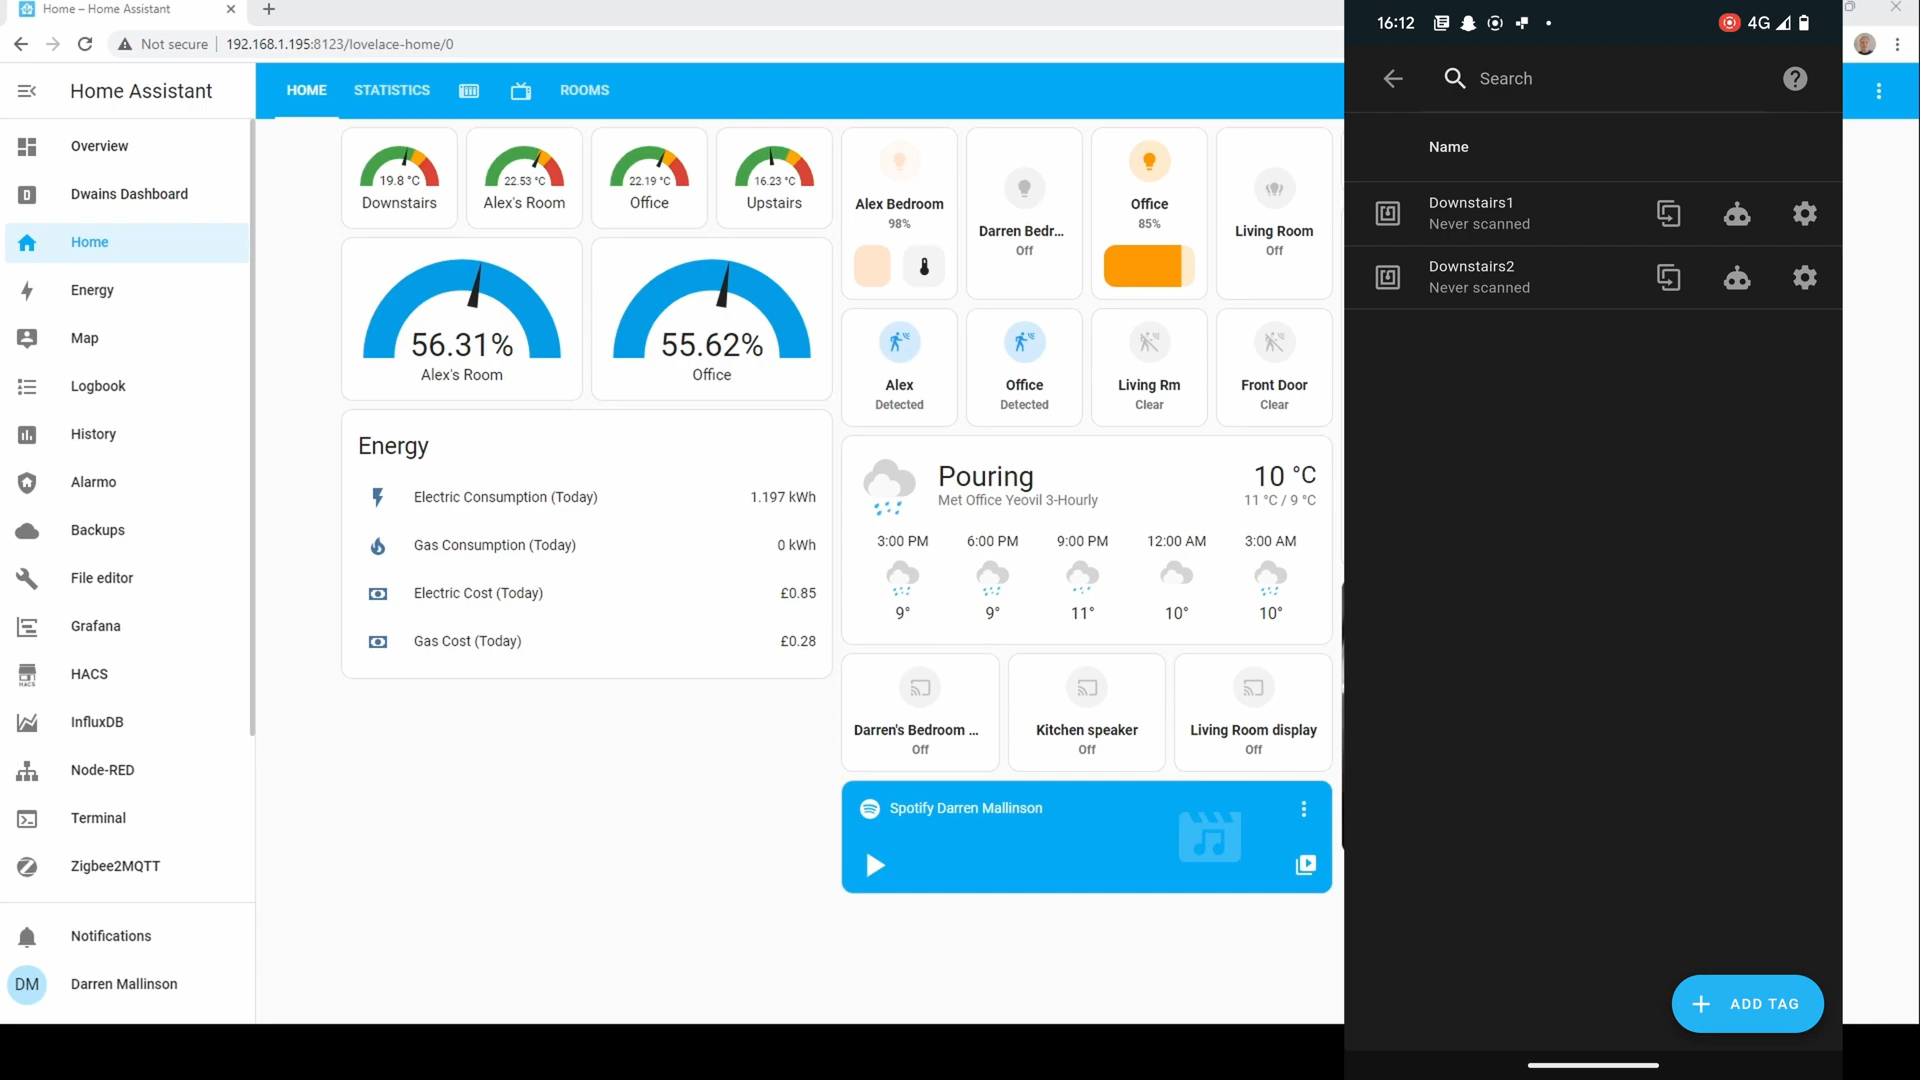 Home – Home Assistant
Not secure
192.168.1.195:8123/lovelace-home/0
Home Assistant
HOME
STATISTICS
ROOMS
Overview
D
Dwains Dashboard
Home
Energy
Map
Logbook
History
Alarmo
Backups
File editor
Grafana
HACS
HACS
InfluxDB
Node-RED
Terminal
Zigbee2MQTT
Notifications
DM
Darren Mallinson
19.8 °C
Downstairs
22.53 °C
Alex's Room
22.19 °C
Office
16.23 °C
Upstairs
56.31%
Alex's Room
55.62%
Office
Energy
Electric Consumption (Today)
1.197 kWh
Gas Consumption (Today)
0 kWh
Electric Cost (Today)
£0.85
Gas Cost (Today)
£0.28
Alex Bedroom
98%
Darren Bedr...
Off
Office
85%
Living Room
Off
Alex
Detected
Office
Detected
Living Rm
Clear
Front Door
Clear
Pouring
Met Office Yeovil 3-Hourly
10 °C
11 °C / 9 °C
3:00 PM
6:00 PM
9:00 PM
12:00 AM
3:00 AM
9°
9°
11°
10°
10°
Darren's Bedroom ...
Off
Kitchen speaker
Off
Living Room display
Off
Spotify Darren Mallinson
16:12
4G
Search
Name
Downstairs1
Never scanned
Downstairs2
Never scanned
ADD TAG